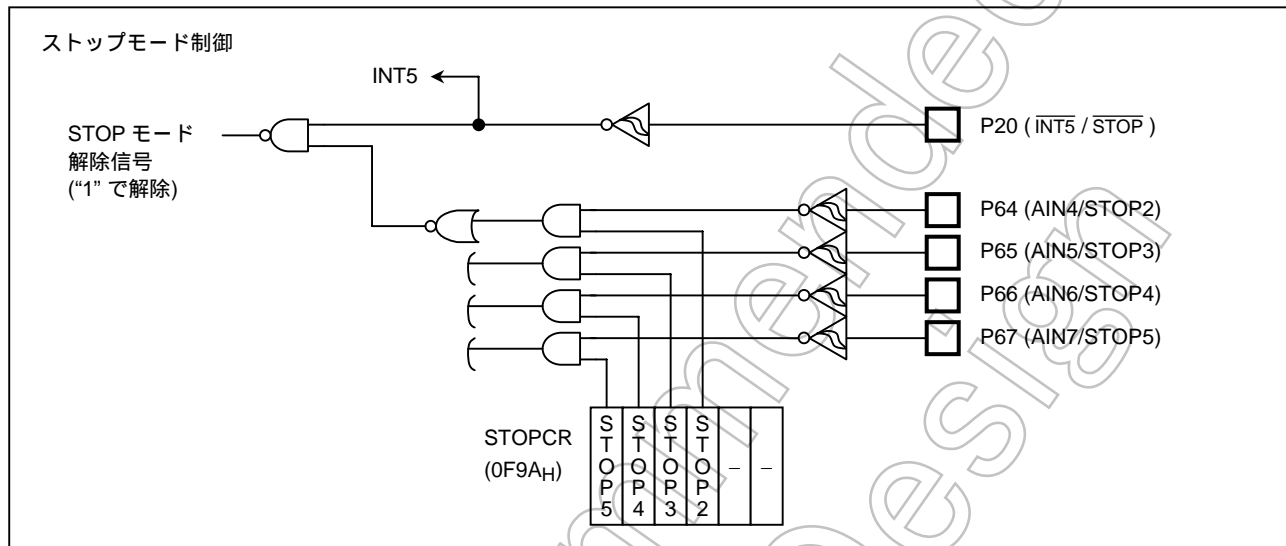 ストップモード制御
INT5
STOP モード
解除信号
("1" で解除)
P20 ( INT5 / STOP )
P64 (AIN4/STOP2)
P65 (AIN5/STOP3)
P66 (AIN6/STOP4)
P67 (AIN7/STOP5)
STOPCR
(0F9AH)
STOP5
STOP4
STOP3
STOP2
–
–